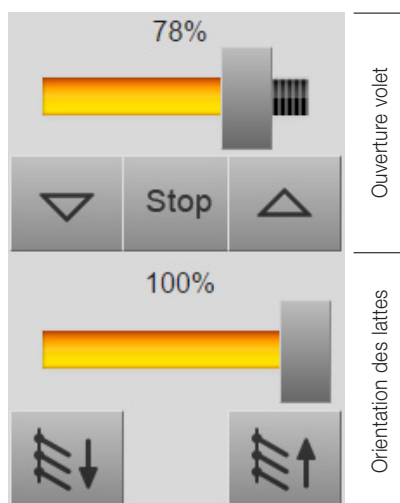 78%
Ouverture volet
Stop
100%
Orientation des lattes